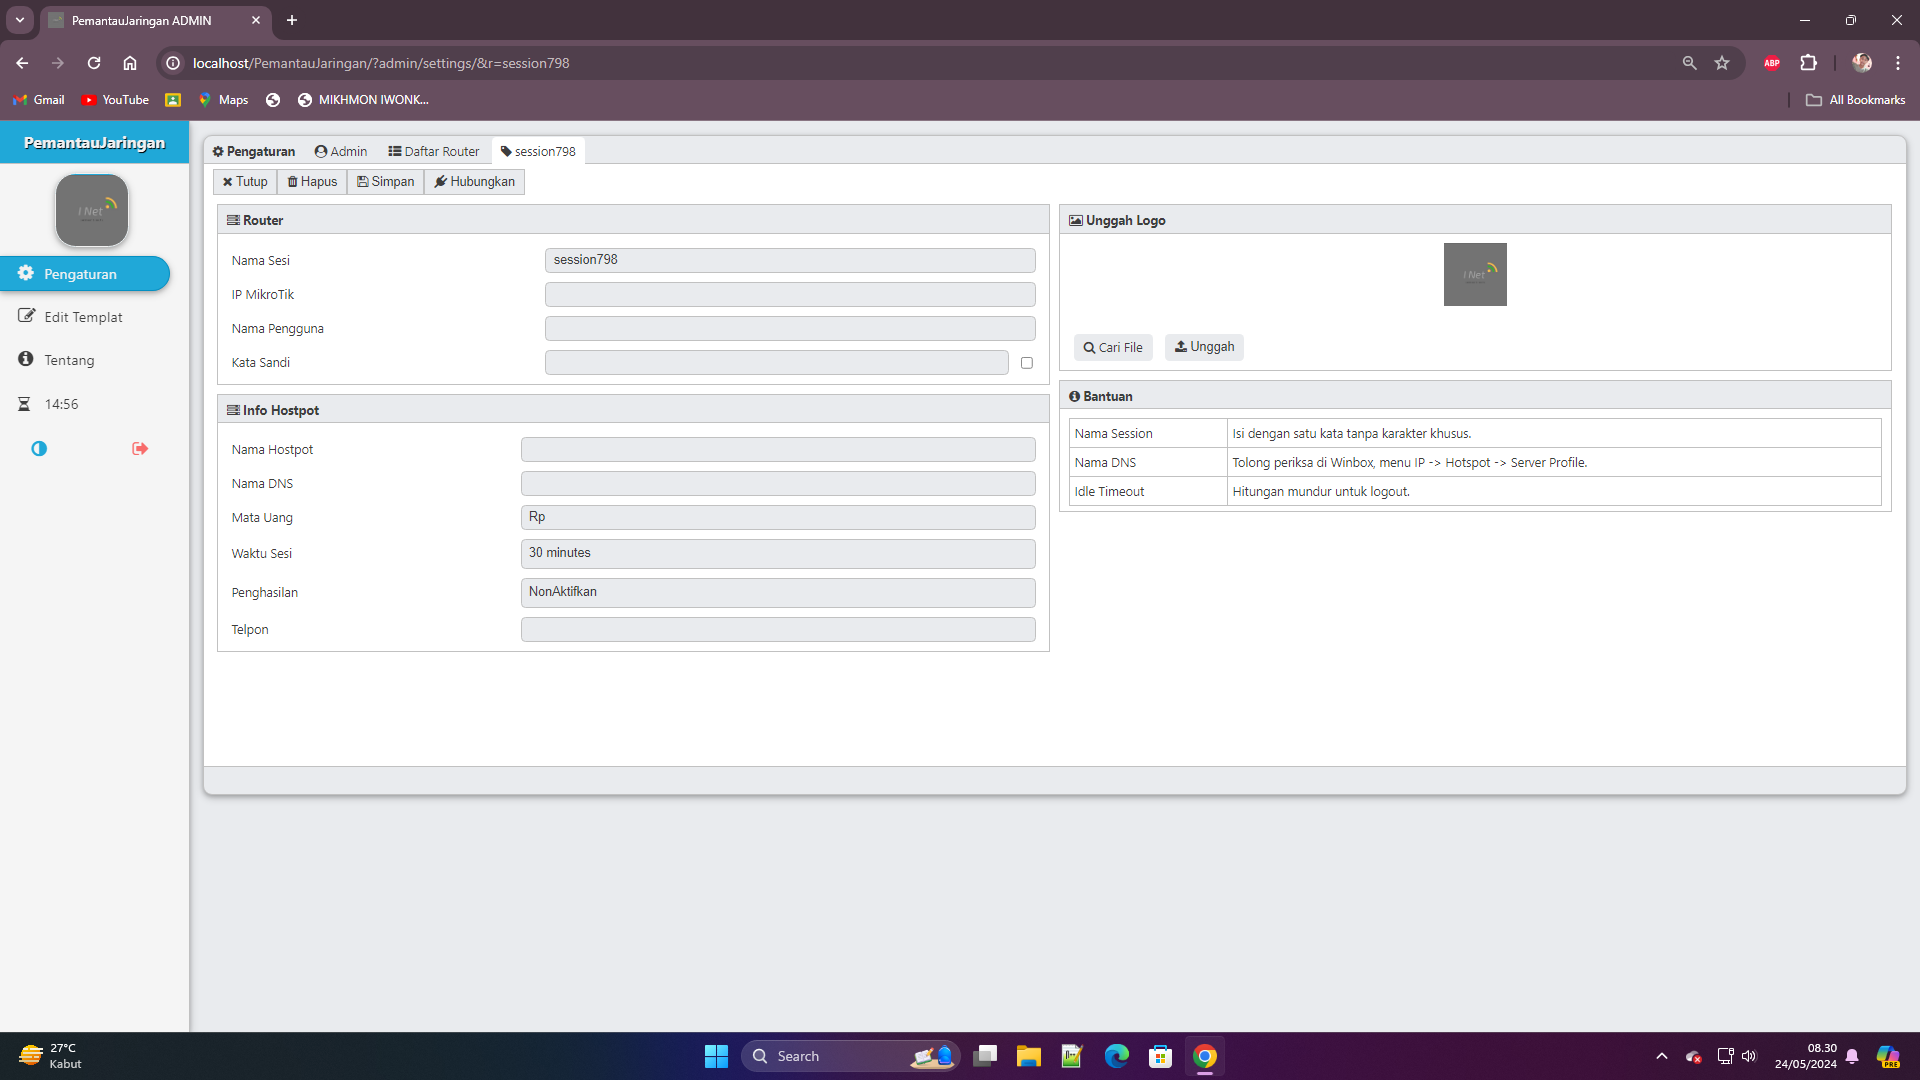 PemantauJaringan ADMIN
localhost/PemantauJaringan/?admin/settings/&r=session798
ABP
Gmail
YouTube
Maps
MIKHMON IWONK...
All Bookmarks
PemantauJaringan
I Net
Pengaturan
Edit Templat
Tentang
14:56
Pengaturan
Admin
Daftar Router
session798
Tutup
Hapus
Simpan
Hubungkan
Router
Nama Sesi
session798
IP MikroTik
Nama Pengguna
Kata Sandi
Info Hostpot
Nama Hostpot
Nama DNS
Mata Uang
Rp
Waktu Sesi
30 minutes
Penghasilan
NonAktifkan
Telpon
Unggah Logo
I Net
Cari File
Unggah
Bantuan
Nama Session
Isi dengan satu kata tanpa karakter khusus.
Nama DNS
Tolong periksa di Winbox, menu IP -> Hotspot -> Server Profile.
Idle Timeout
Hitungan mundur untuk logout.
27°C
Kabut
Search
08.30
24/05/2024
PRE